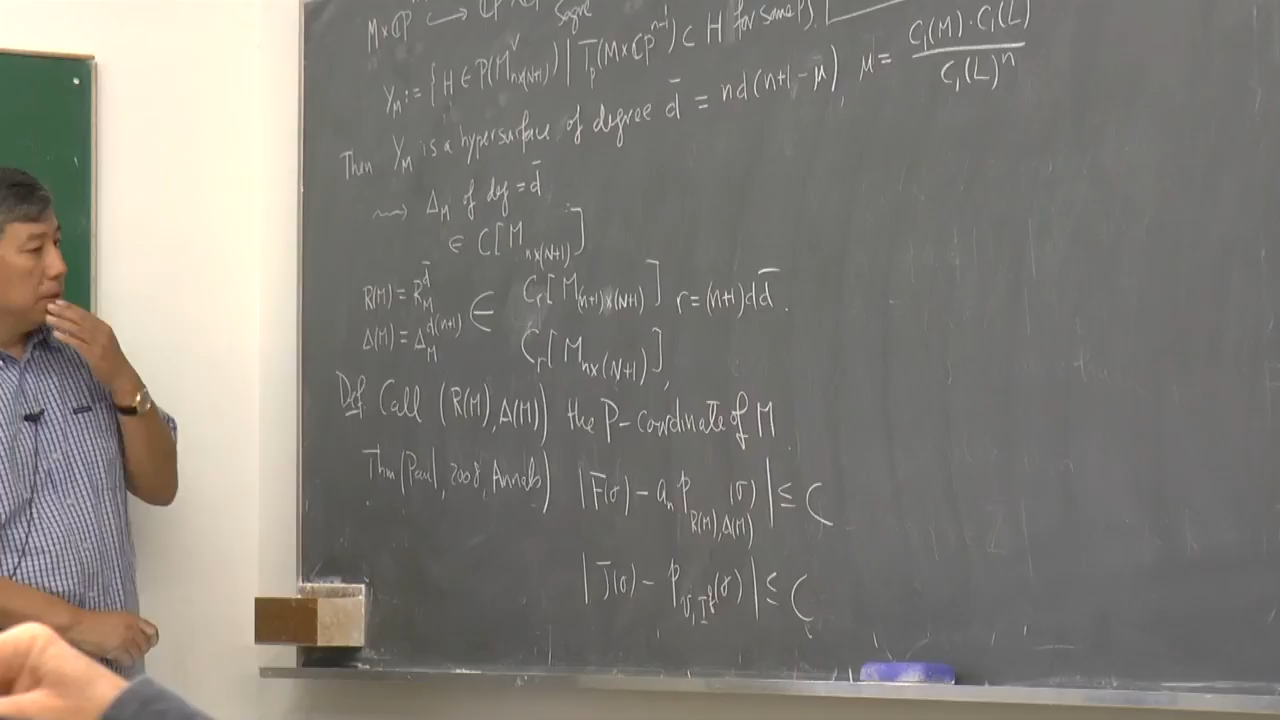 M×ℂP ⟶ ℂP Segre
Y_M := {H ∈ P(M^∨_{n×(N+1)}) | T_p(M×ℂP^{n-1}) ⊂ H for some p}.
Then Y_M is a hypersurface of degree d̄ = nd(n+1-μ), μ = C₁(M)·C₁(L) / C₁(L)^n
⇝ Δ_M of deg = d̄
∈ C[M_{n×(N+1)}]
R(M) = R_M^{d̄} ∈ C_r[M_{(n+1)×(N+1)}] r = (n+1)dd̄.
Δ(M) = Δ_M^{d(n+1)} C_r[M_{n×(N+1)}],
Def. Call (R(M), Δ(M)) the P-coordinate of M.
Thm (Paul, 2008, Annals) |F(σ) - a_n p_{R(M),Δ(M)}(σ)| ≤ C
|J(σ) - p_{v,I^q}(σ)| ≤ C